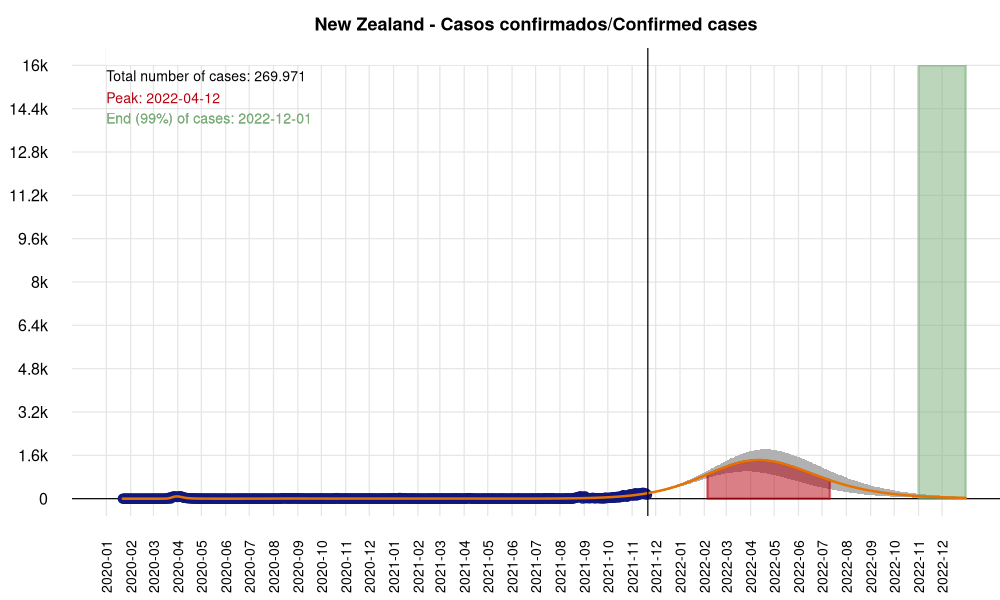 New Zealand - Casos confirmados/Confirmed cases
Total number of cases: 269.971
Peak: 2022-04-12
End (99%) of cases: 2022-12-01
16k
14.4k
12.8k
11.2k
9.6k
8k
6.4k
4.8k
3.2k
1.6k
0
2020-01
2020-02
2020-03
2020-04
2020-05
2020-06
2020-07
2020-08
2020-09
2020-10
2020-11
2020-12
2021-01
2021-02
2021-03
2021-04
2021-05
2021-06
2021-07
2021-08
2021-09
2021-10
2021-11
2021-12
2022-01
2022-02
2022-03
2022-04
2022-05
2022-06
2022-07
2022-08
2022-09
2022-10
2022-11
2022-12